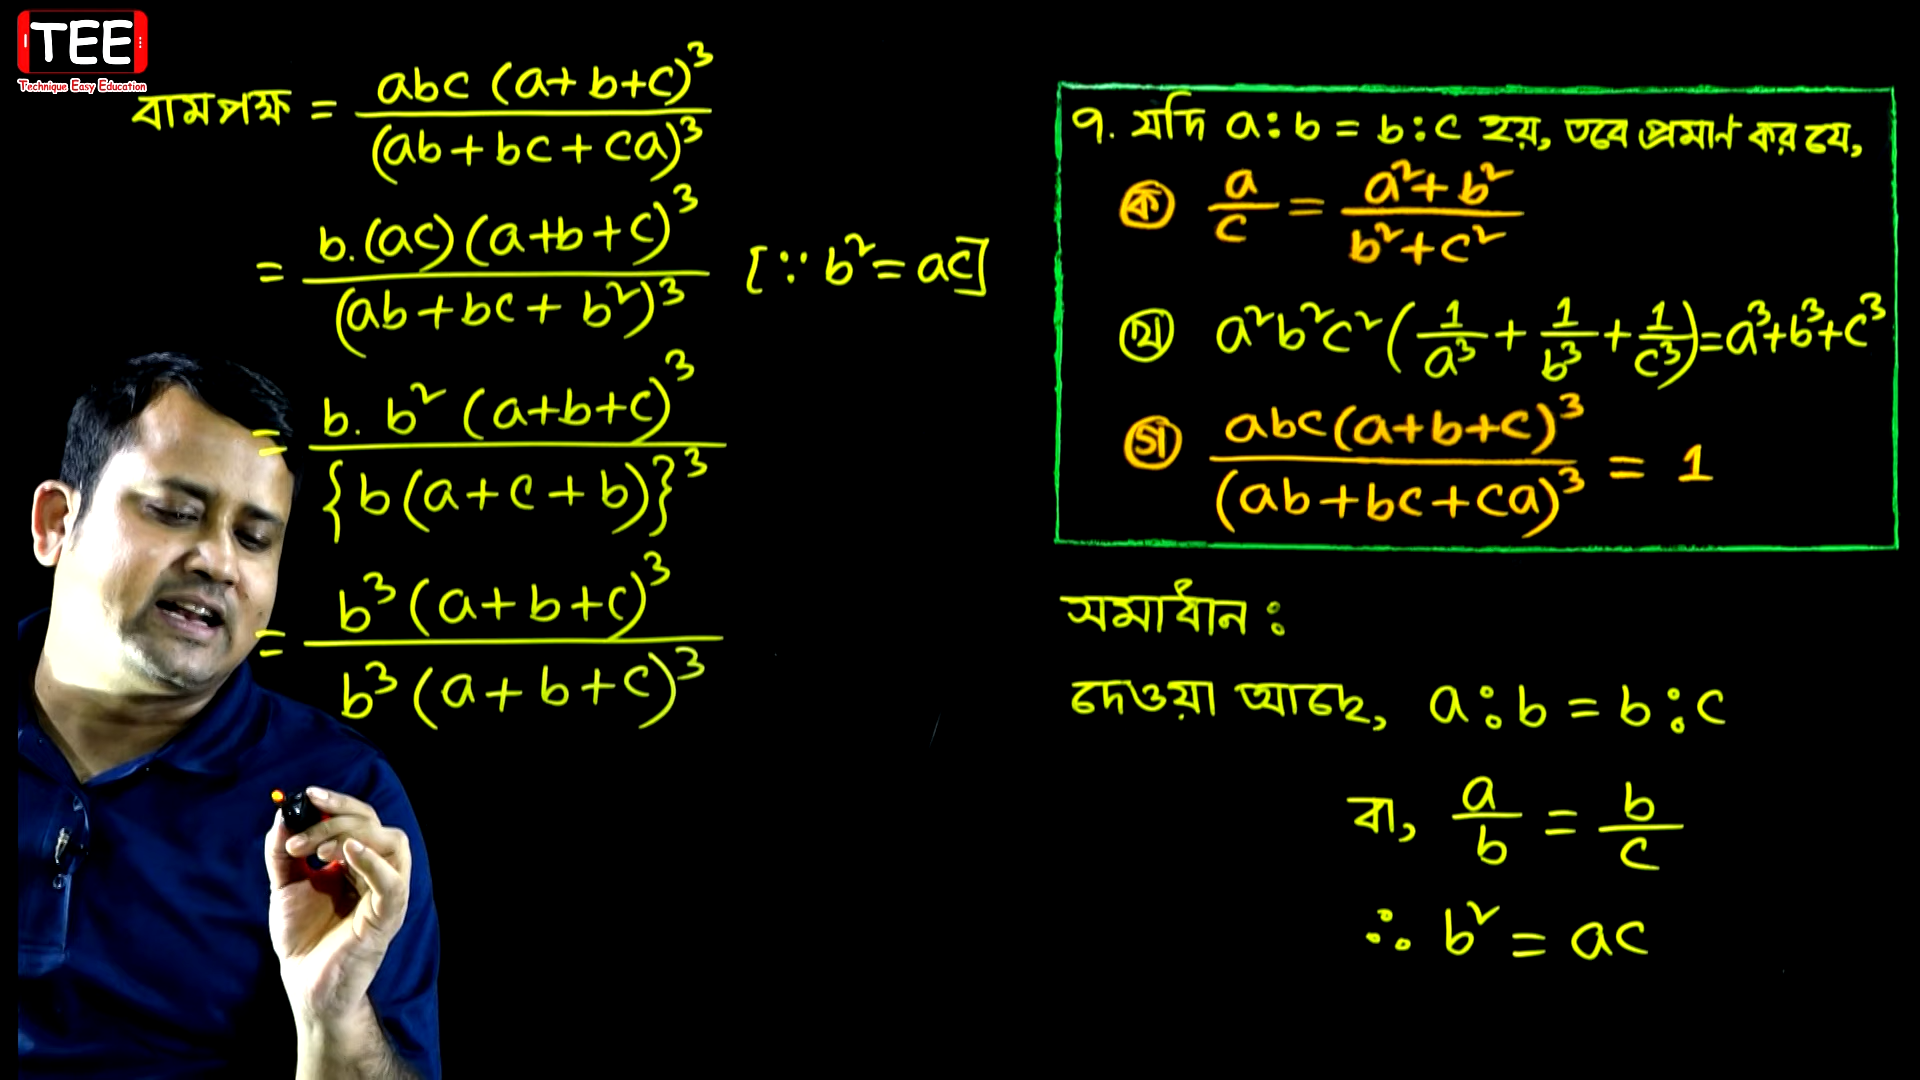 TEE
Technique Easy Education
বামপক্ষ = abc (a+b+c)³ / (ab+bc+ca)³
= b.(ac)(a+b+c)³ / (ab+bc+b²)³ [∵ b²= ac]
= b. b² (a+b+c)³ / {b(a+c+b)}³
= b³(a+b+c)³ / b³(a+b+c)³
৭. যদি a:b = b:c হয়, তবে প্রমাণ কর যে,
ক a/c = a²+b² / b²+c²
খ a²b²c² (1/a³ + 1/b³ + 1/c³) = a³+b³+c³
গ abc(a+b+c)³ / (ab+bc+ca)³ = 1
সমাধান :
দেওয়া আছে, a:b = b:c
বা, a/b = b/c
∴ b² = ac